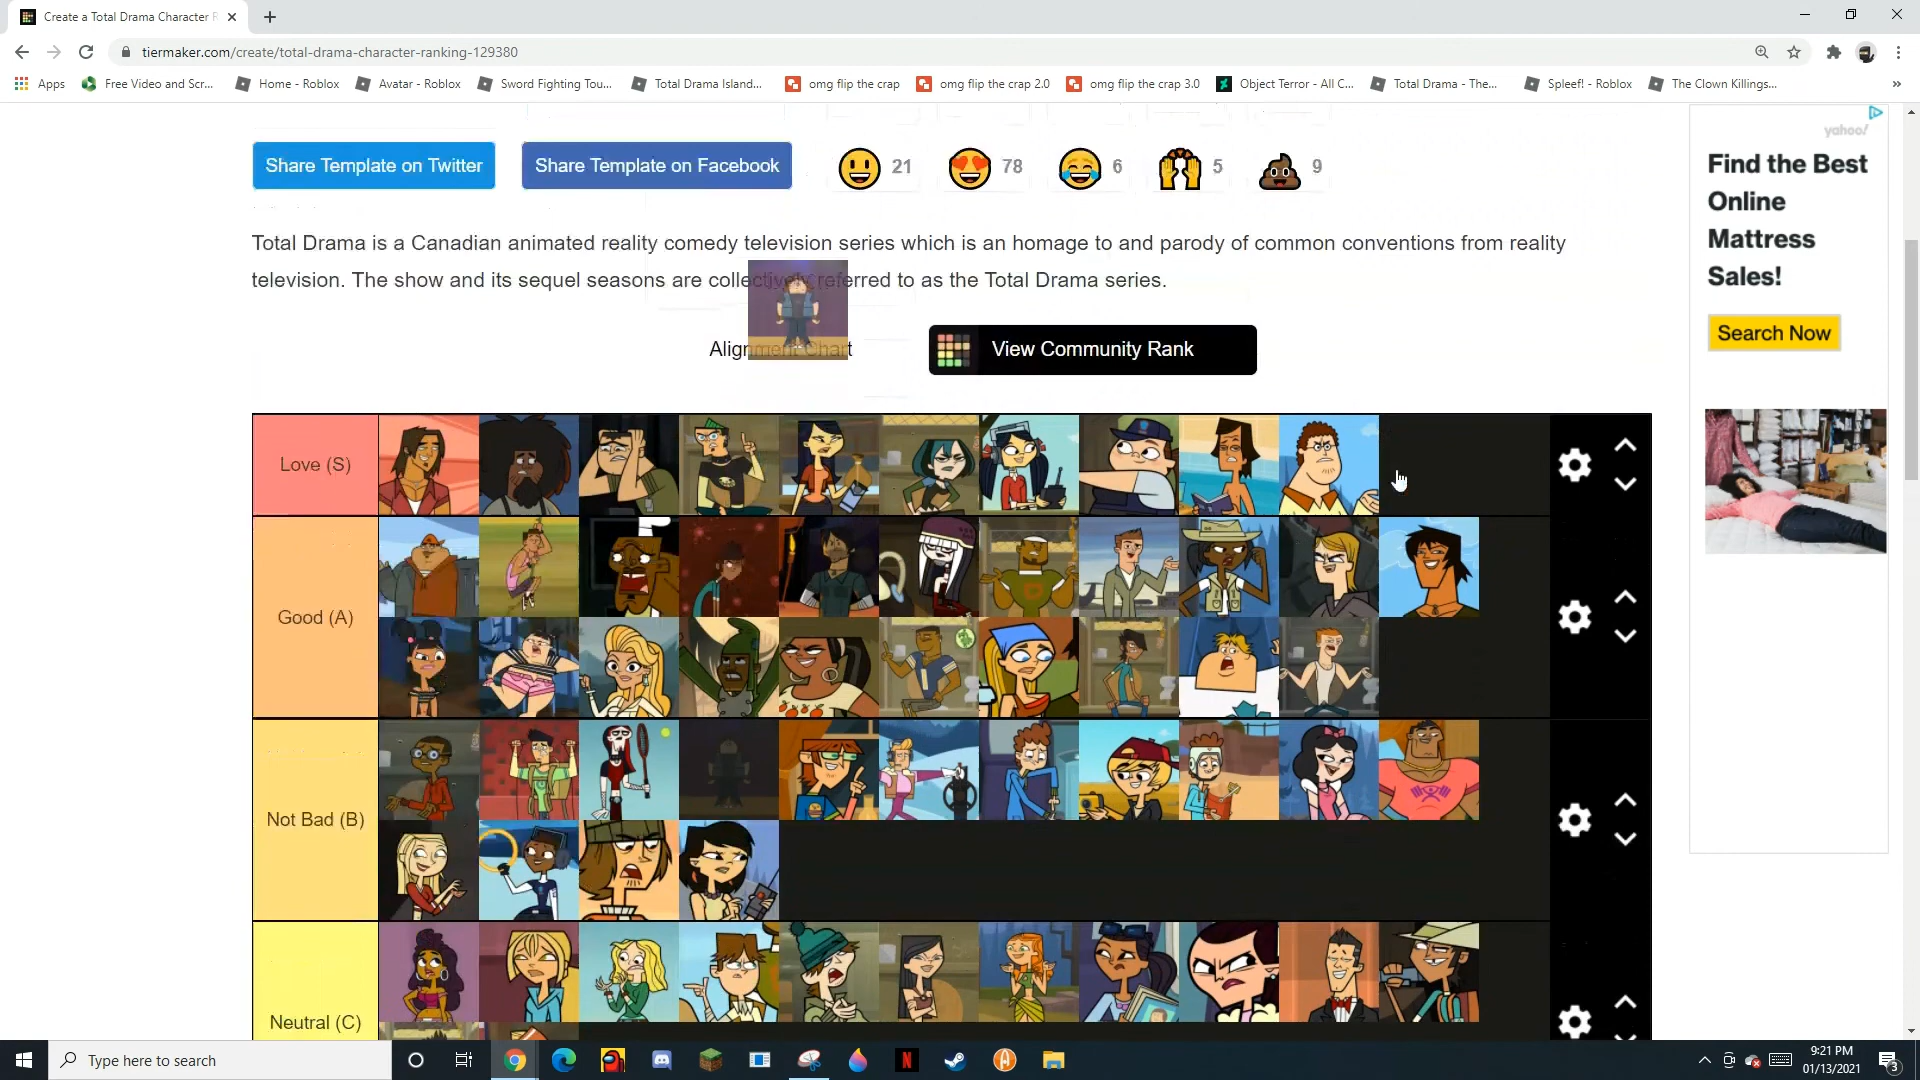 Create a Total Drama Character R
tiermaker.com/create/total-drama-character-ranking-129380
Apps
Free Video and Scr...
Home - Roblox
Avatar - Roblox
Sword Fighting Tou...
Total Drama Island...
omg flip the crap
omg flip the crap 2.0
omg flip the crap 3.0
Object Terror - All C...
Total Drama - The...
Spleef! - Roblox
The Clown Killings...
»
Share Template on Twitter
Share Template on Facebook
21
78
6
5
9
Total Drama is a Canadian animated reality comedy television series which is an homage to and parody of common conventions from reality
television. The show and its sequel seasons are collectively referred to as the Total Drama series.
Alignment Chart
View Community Rank
yahoo!
Find the Best
Online
Mattress
Sales!
Search Now
Love (S)
Good (A)
Not Bad (B)
Neutral (C)
Type here to search
9:21 PM
01/13/2021
3